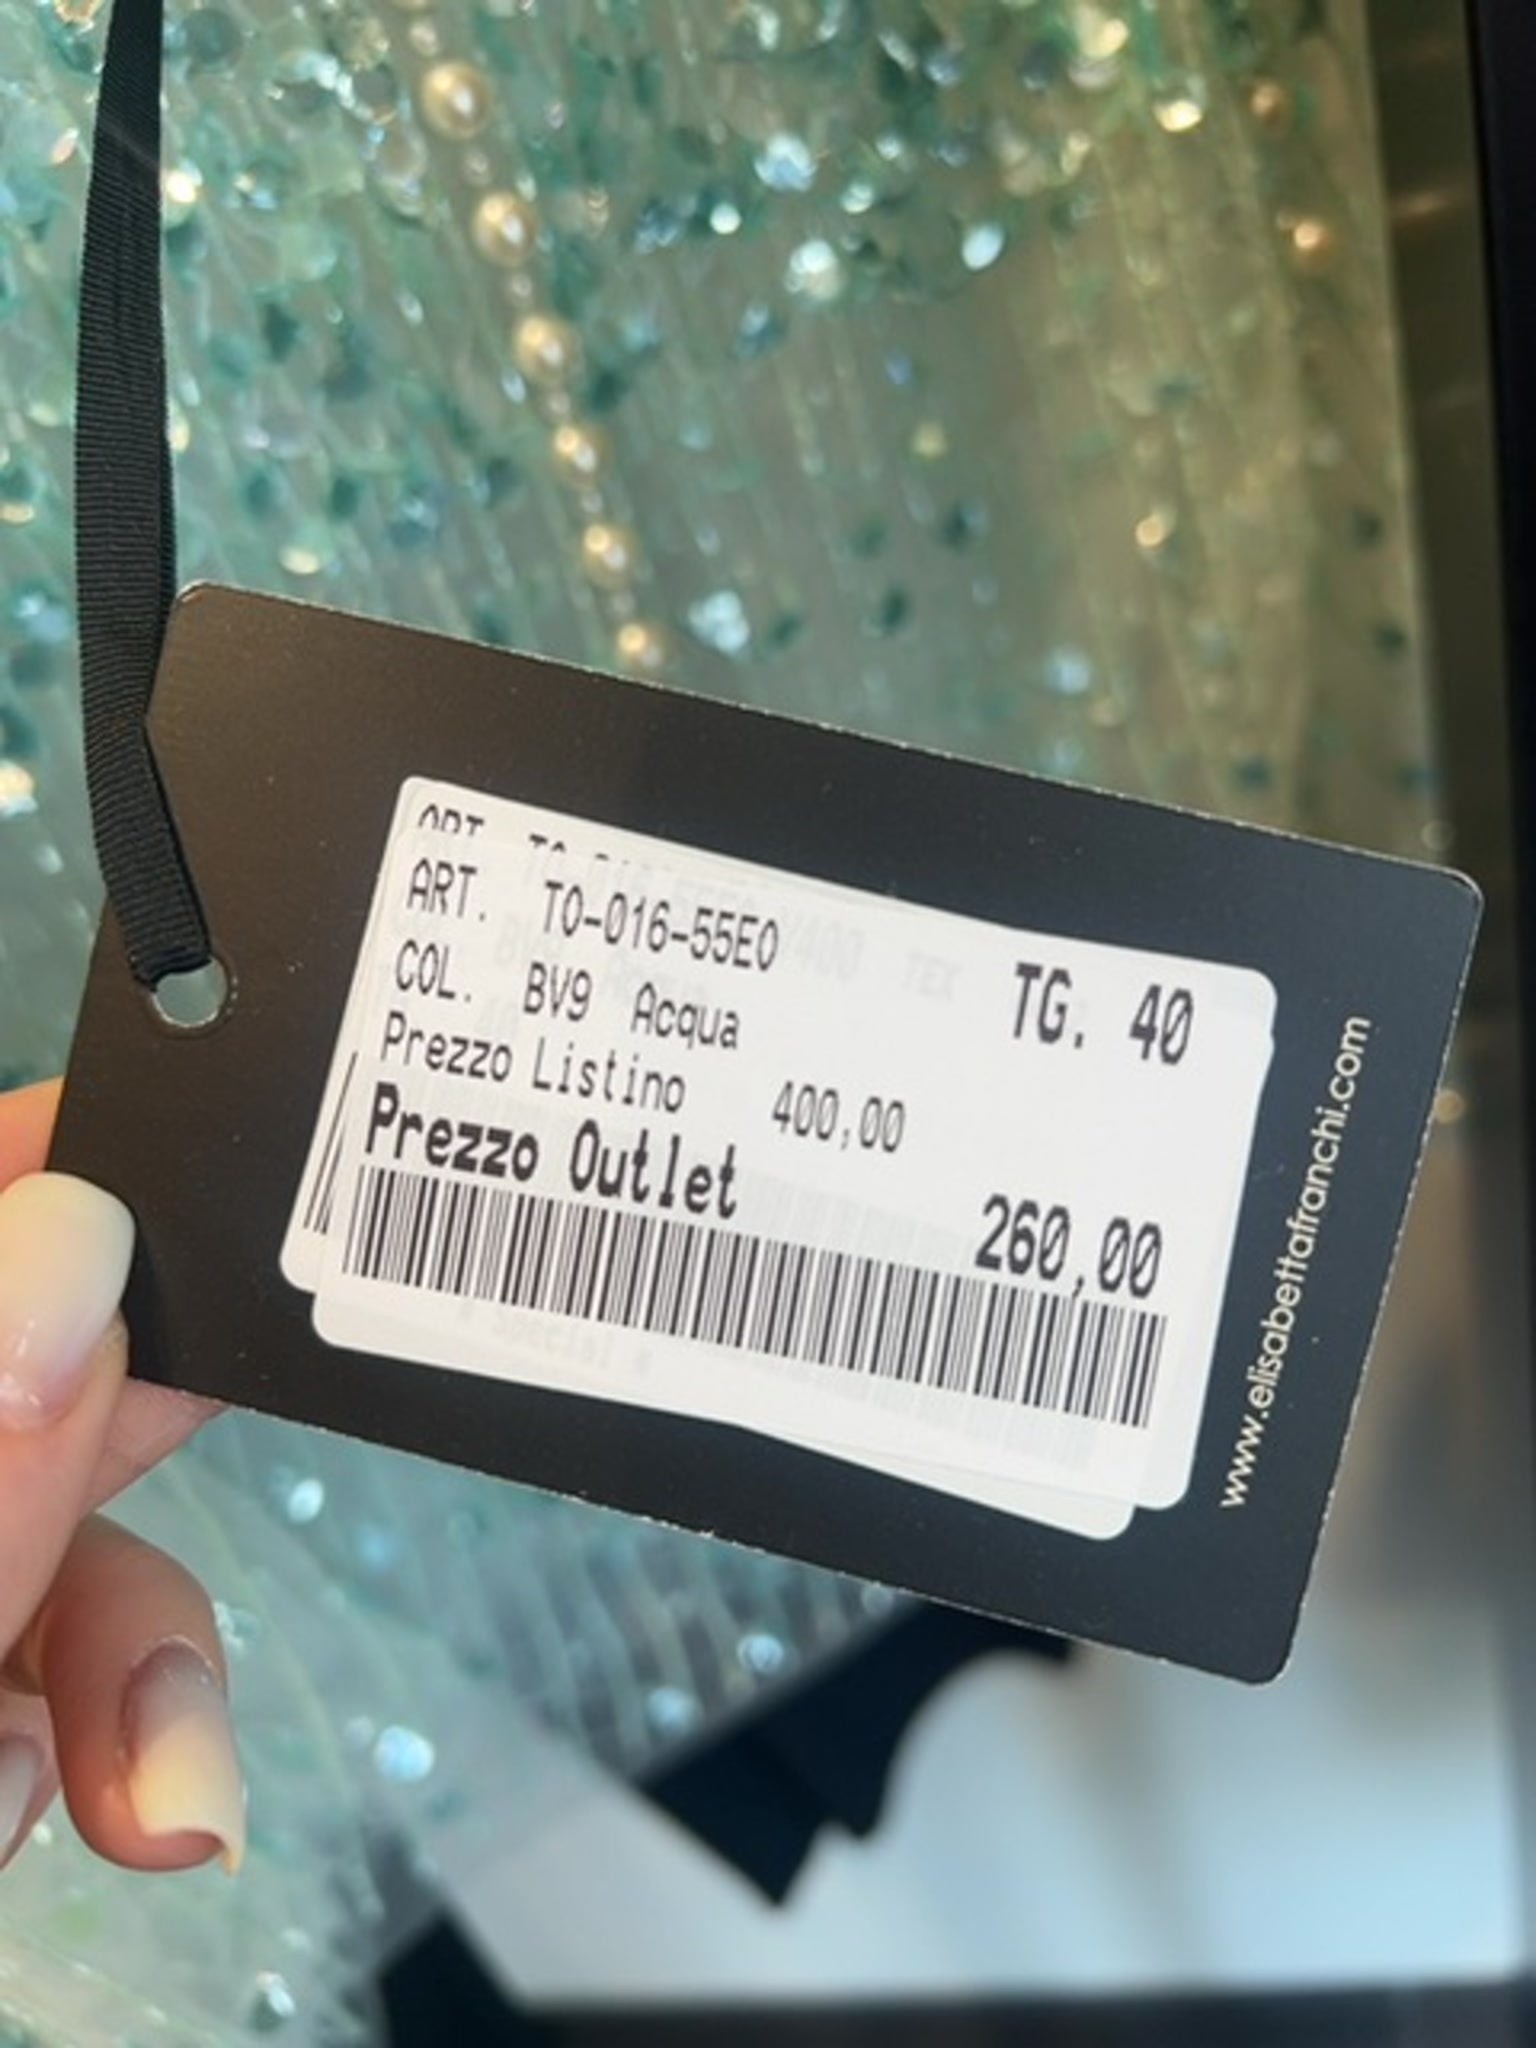 ART. TO-016-55E0
TG. 40
COL. BV9 Acqua
Prezzo Listino 400,00
Prezzo Outlet 260,00
www.elisabettafranchi.com